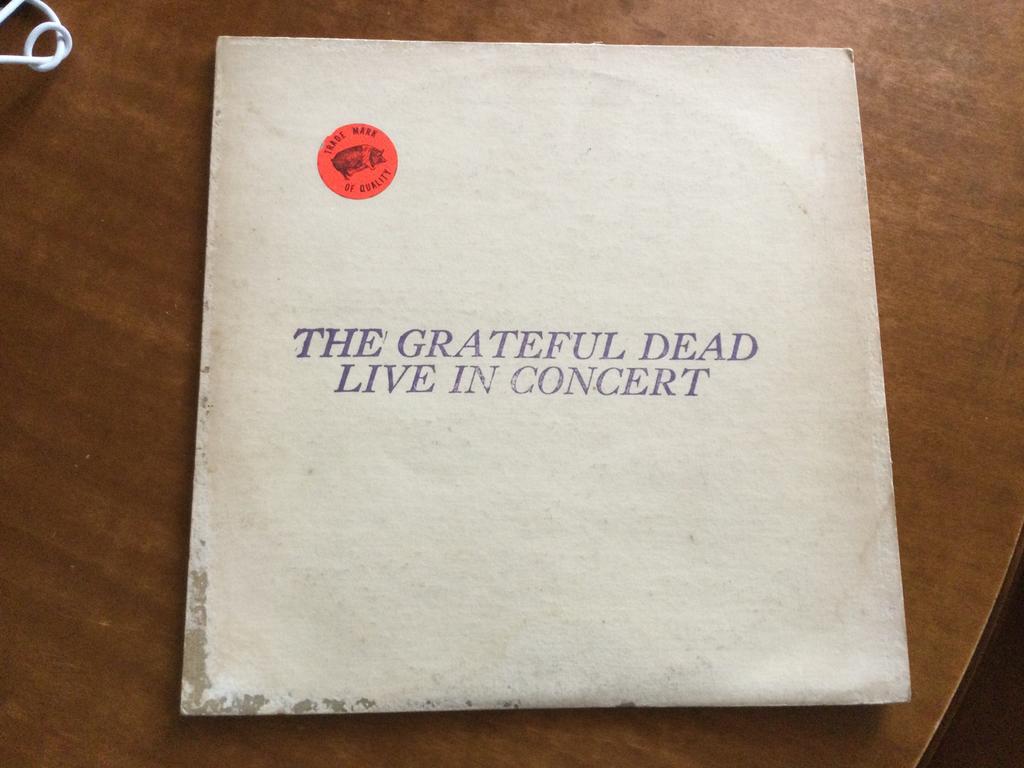 TRADE MARK
OF QUALITY
THE GRATEFUL DEAD
LIVE IN CONCERT